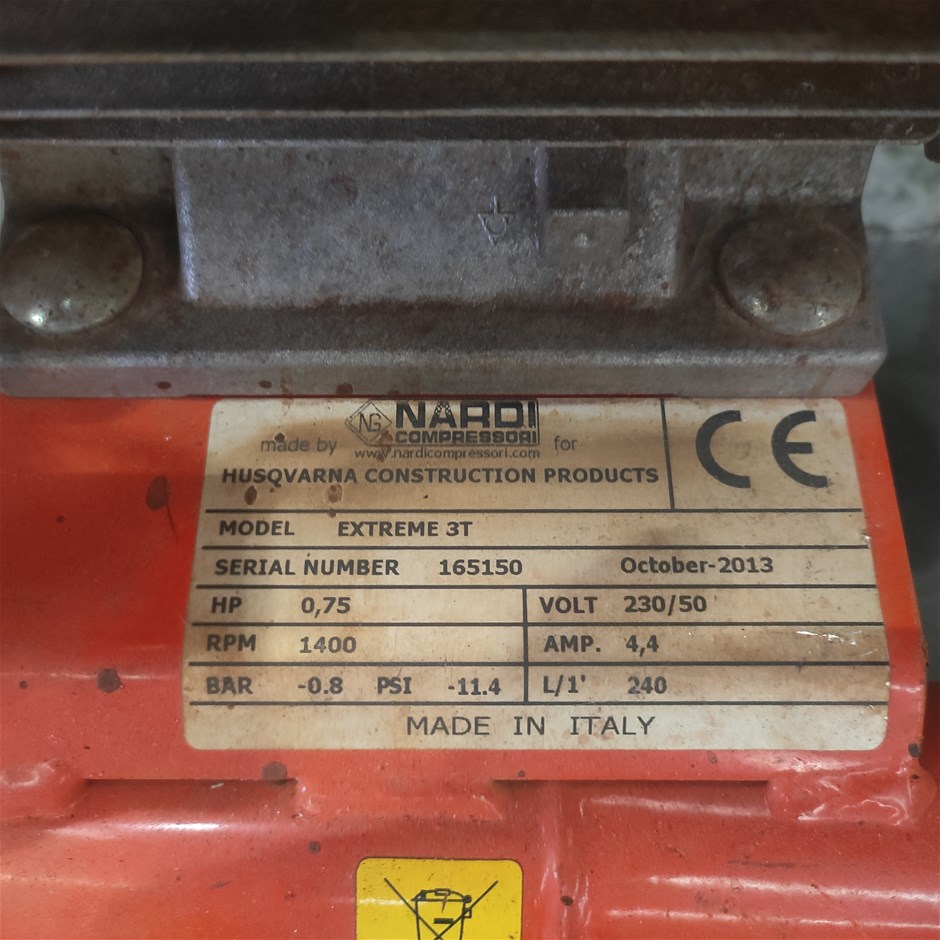 NG NARDI
COMPRESSORI
made by for
www.nardicompressori.com
HUSQVARNA CONSTRUCTION PRODUCTS
CE
MODEL EXTREME 3T
SERIAL NUMBER 165150 October-2013
HP 0,75 VOLT 230/50
RPM 1400 AMP. 4,4
BAR -0.8 PSI -11.4 L/1' 240
MADE IN ITALY